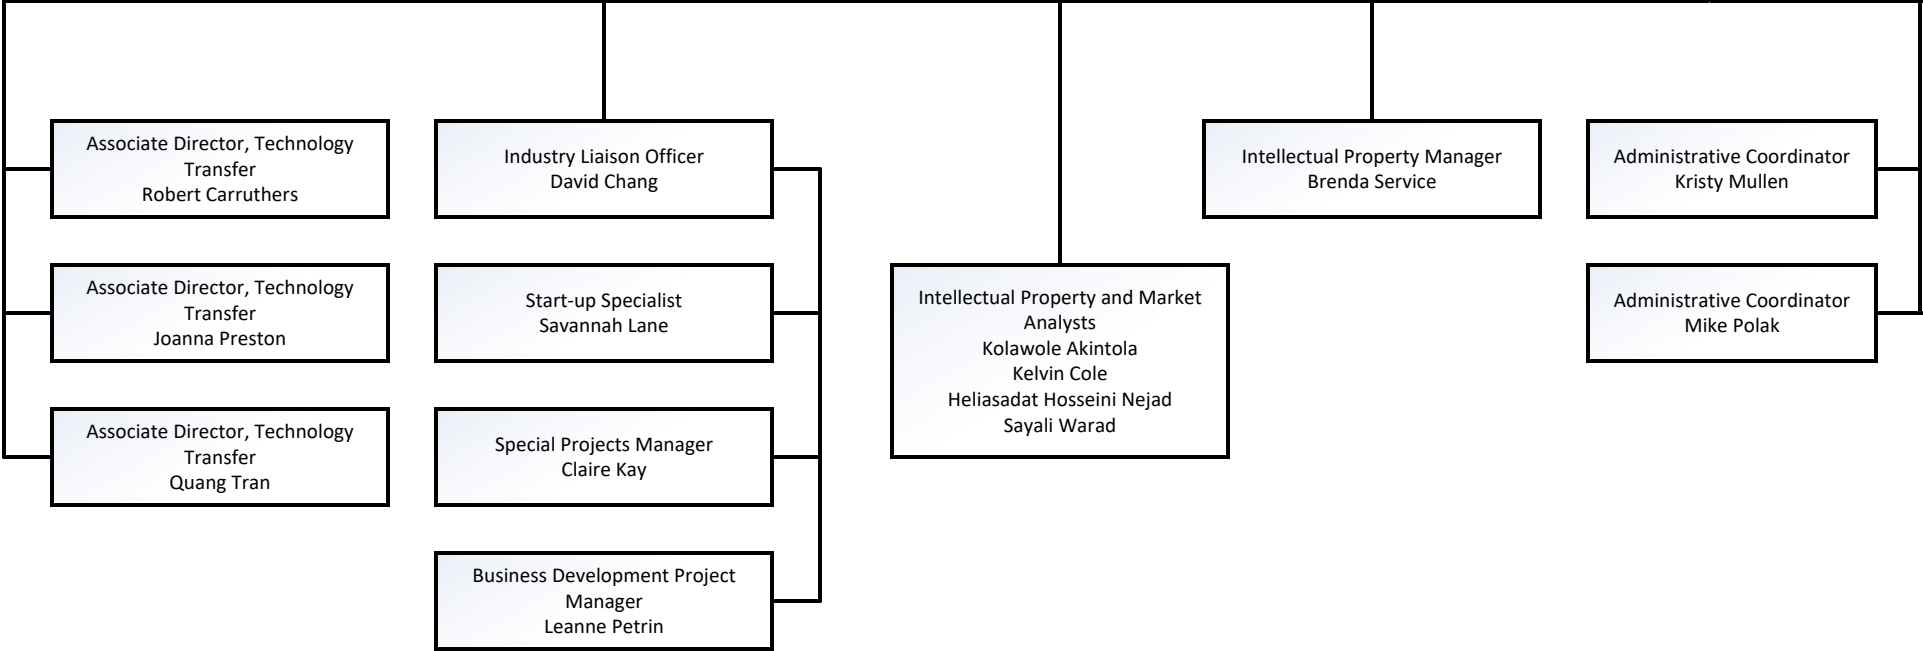 Associate Director, Technology
Transfer
Robert Carruthers
Associate Director, Technology
Transfer
Joanna Preston
Associate Director, Technology
Transfer
Quang Tran
Industry Liaison Officer
David Chang
Start-up Specialist
Savannah Lane
Special Projects Manager
Claire Kay
Business Development Project
Manager
Leanne Petrin
Intellectual Property and Market
Analysts
Kolawole Akintola
Kelvin Cole
Heliasadat Hosseini Nejad
Sayali Warad
Intellectual Property Manager
Brenda Service
Administrative Coordinator
Kristy Mullen
Administrative Coordinator
Mike Polak